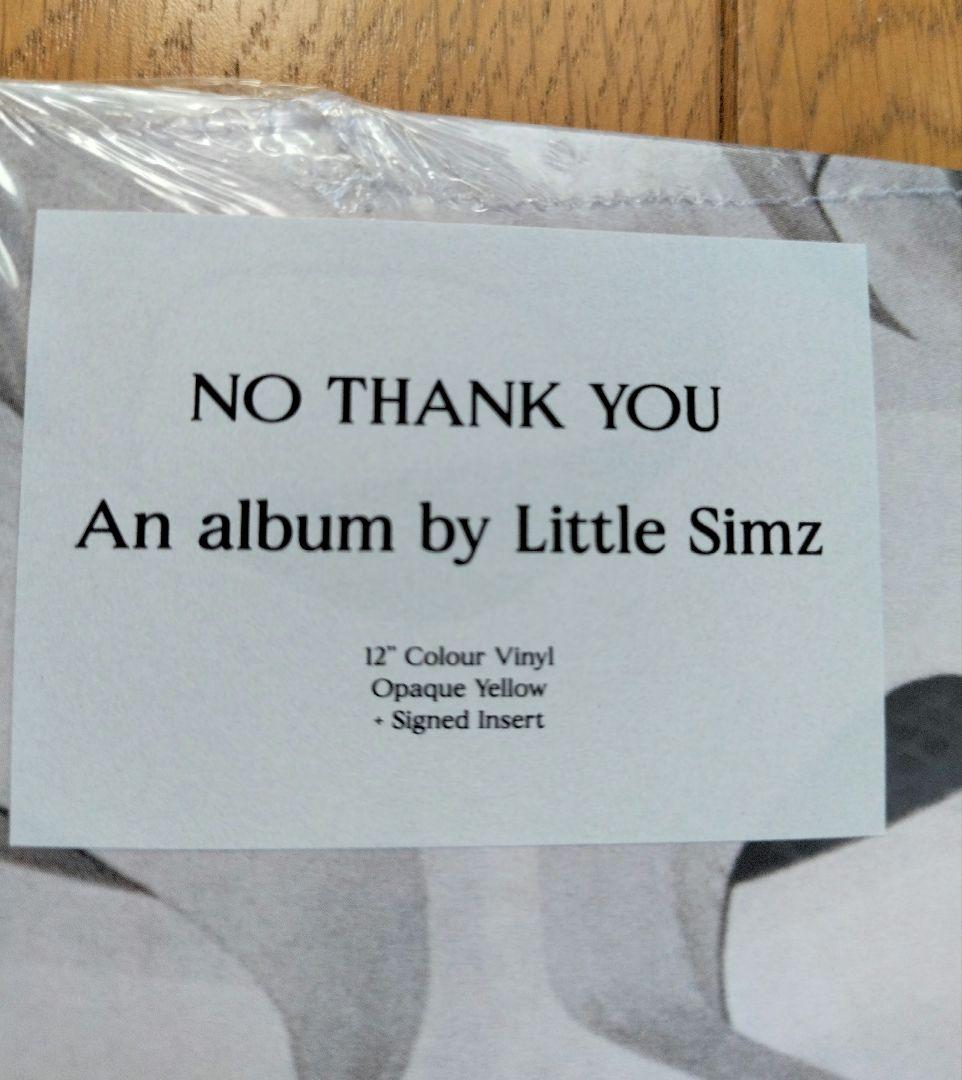 NO THANK YOU
An album by Little Simz
12” Colour Vinyl
Opaque Yellow
+ Signed Insert